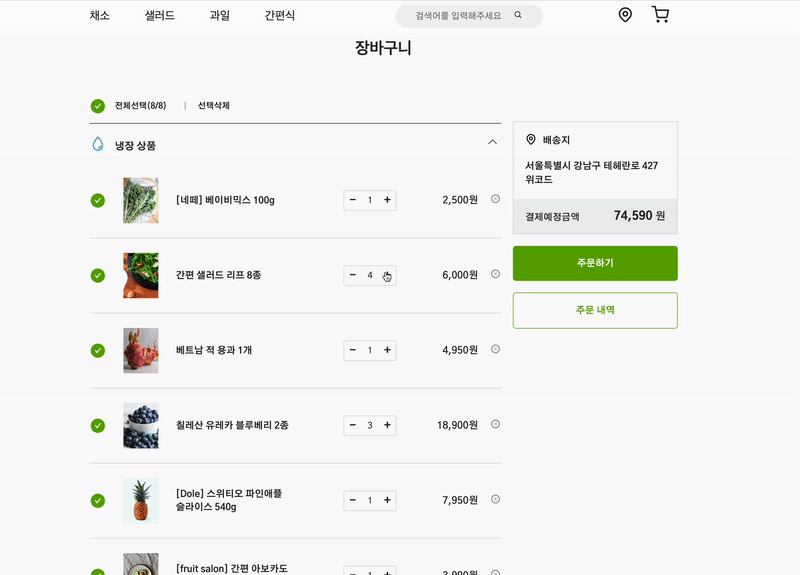 채소 샐러드 과일 간편식 검색어를 입력해주세요
장바구니
전체선택(8/8) | 선택삭제
냉장 상품
배송지
서울특별시 강남구 테헤란로 427
위코드
결제예정금액 74,590 원
주문하기
주문 내역
[네떼] 베이비믹스 100g − 1 + 2,500원
간편 샐러드 리프 8종 − 4 6,000원
베트남 적 용과 1개 − 1 + 4,950원
칠레산 유레카 블루베리 2종 − 3 + 18,900원
[Dole] 스위티오 파인애플
슬라이스 540g − 1 + 7,950원
[fruit salon] 간편 아보카도 − 1 + 3,990원